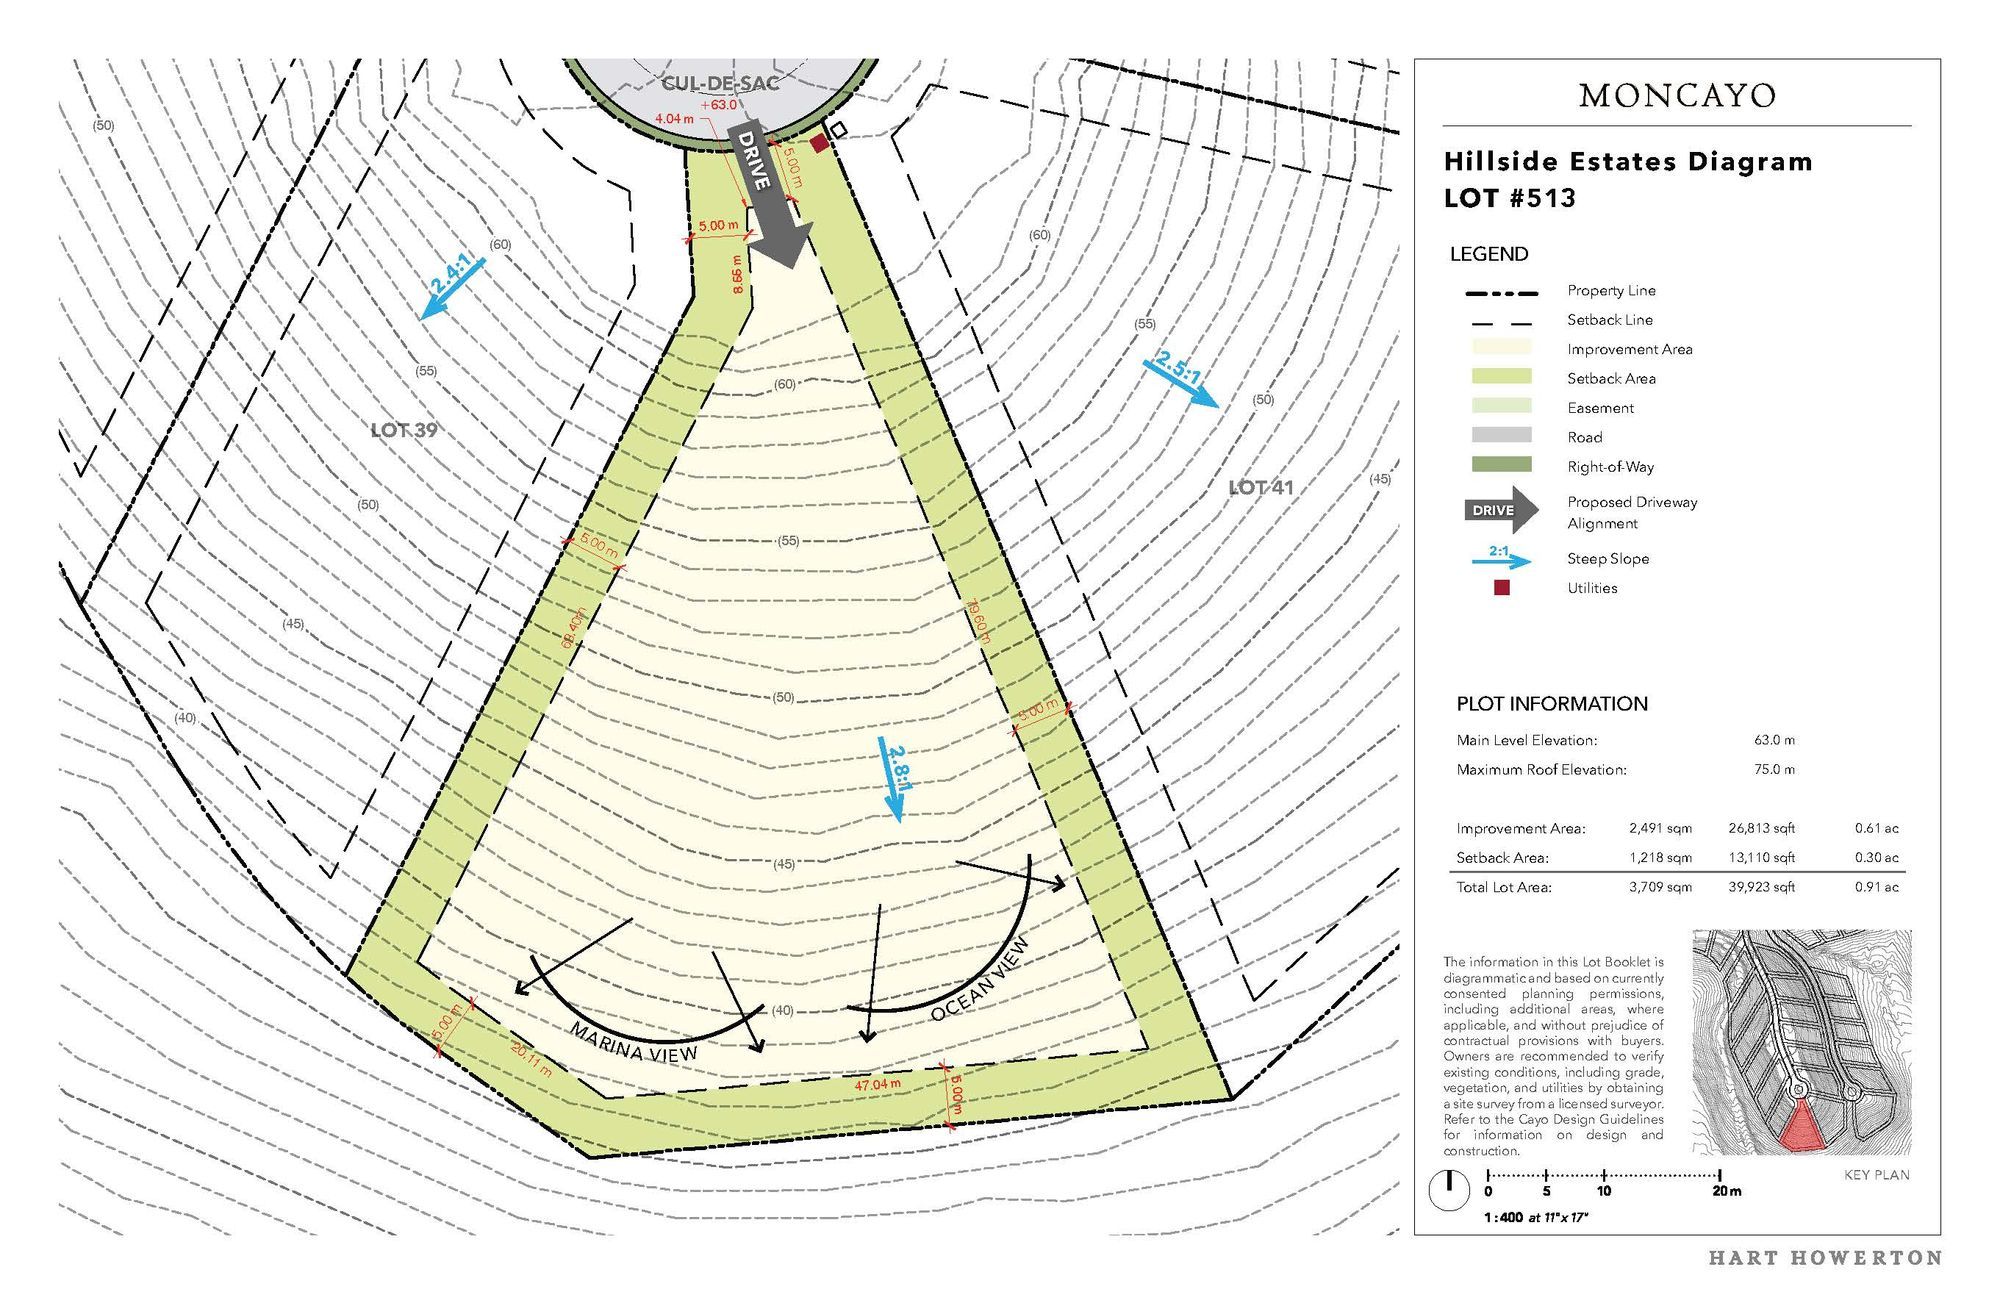 CUL-DE-SAC
+63.0
4.04 m
DRIVE
5.00 m
5.00 m
8.66 m
(50)
(60)
2.4:1
(55)
LOT 39
(50)
(45)
(40)
(60)
(55)
2.5:1
(50)
(45)
LOT 41
(60)
(55)
5.00 m
68.40m
79.60 m
(50)
5.00 m
2.8:1
(45)
(40)
MARINA VIEW
OCEAN VIEW
5.00 m
20.11 m
47.04 m
5.00m
MONCAYO
Hillside Estates Diagram
LOT #513
LEGEND
Property Line
Setback Line
Improvement Area
Setback Area
Easement
Road
Right-of-Way
DRIVE Proposed Driveway
Alignment
2:1 Steep Slope
Utilities
PLOT INFORMATION
Main Level Elevation: 63.0 m
Maximum Roof Elevation: 75.0 m
Improvement Area: 2,491 sqm 26,813 sqft 0.61 ac
Setback Area: 1,218 sqm 13,110 sqft 0.30 ac
Total Lot Area: 3,709 sqm 39,923 sqft 0.91 ac
The information in this Lot Booklet is
diagrammatic and based on currently
consented planning permissions,
including additional areas, where
applicable, and without prejudice of
contractual provisions with buyers.
Owners are recommended to verify
existing conditions, including grade,
vegetation, and utilities by obtaining
a site survey from a licensed surveyor.
Refer to the Cayo Design Guidelines
for information on design and
construction.
KEY PLAN
0 5 10 20m
1:400 at 11"x 17"
HART HOWERTON